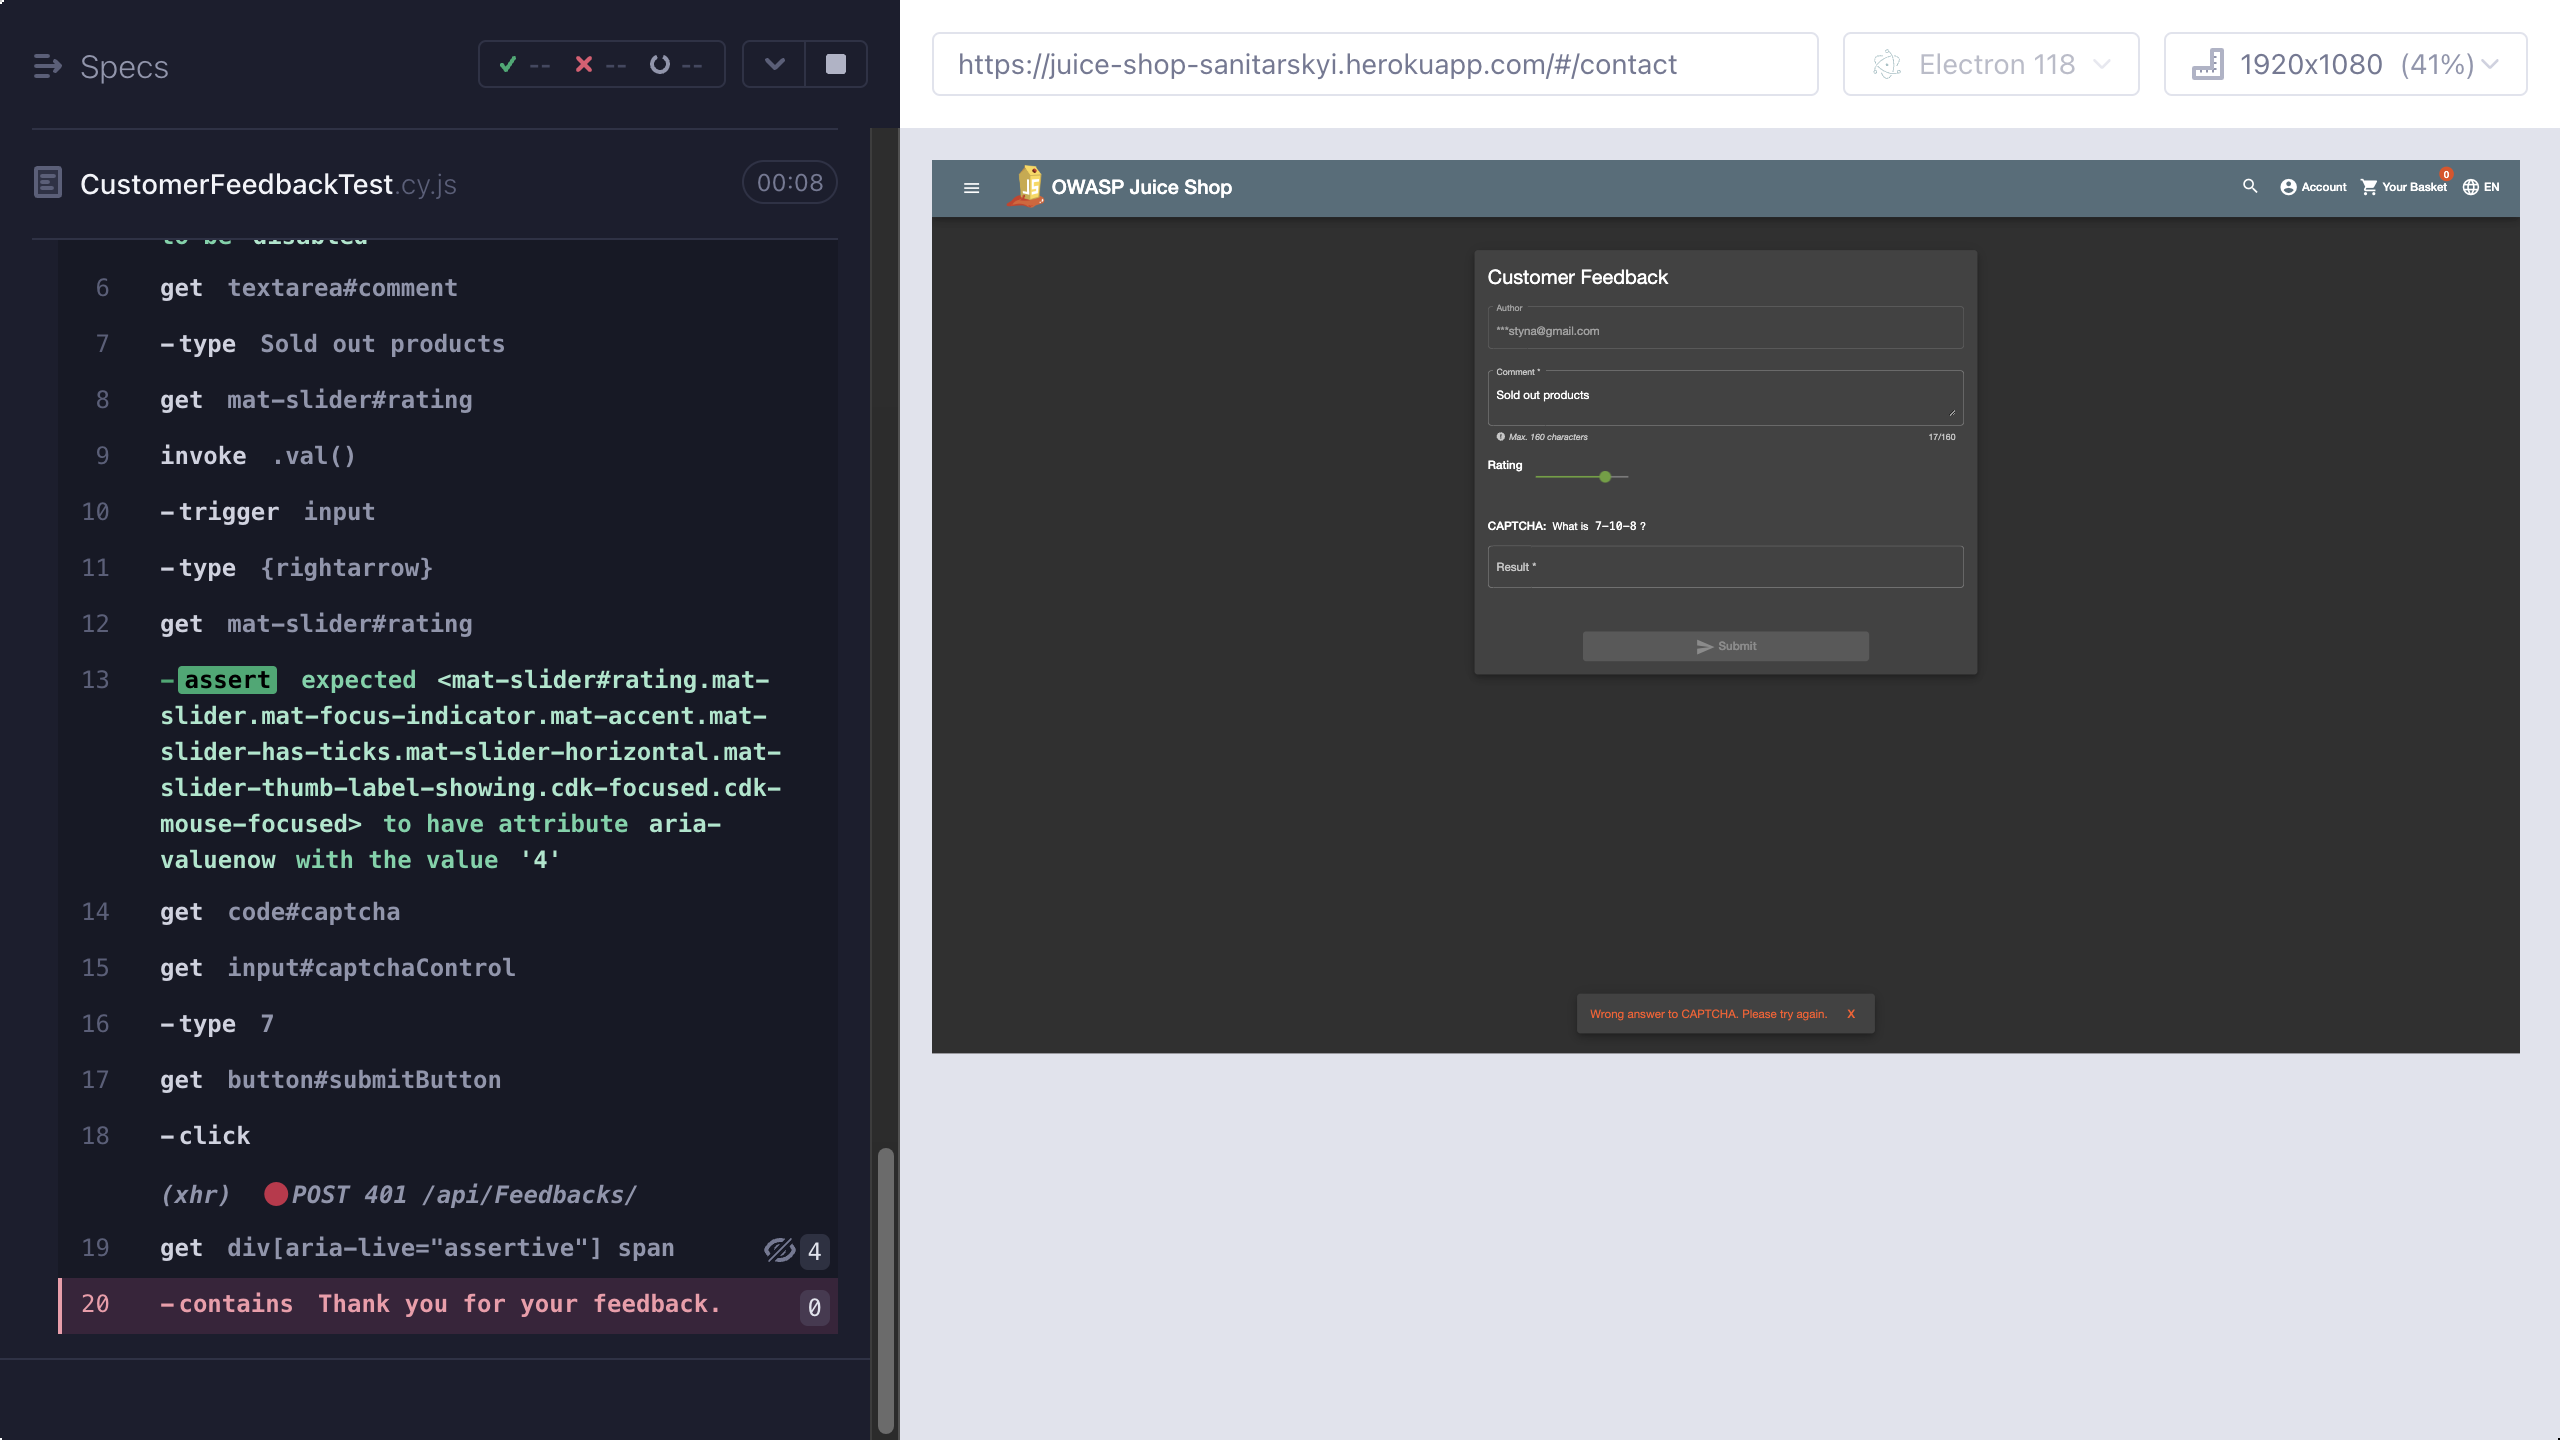 Specs
-- -- --
CustomerFeedbackTest.cy.js
00:08
to be disabled
6 get textarea#comment
7 -type Sold out products
8 get mat-slider#rating
9 invoke .val()
10 -trigger input
11 -type {rightarrow}
12 get mat-slider#rating
13 -assert expected <mat-slider#rating.mat-
slider.mat-focus-indicator.mat-accent.mat-
slider-has-ticks.mat-slider-horizontal.mat-
slider-thumb-label-showing.cdk-focused.cdk-
mouse-focused> to have attribute aria-
valuenow with the value '4'
14 get code#captcha
15 get input#captchaControl
16 -type 7
17 get button#submitButton
18 -click
(xhr) POST 401 /api/Feedbacks/
19 get div[aria-live="assertive"] span 4
20 -contains Thank you for your feedback. 0
https://juice-shop-sanitarskyi.herokuapp.com/#/contact
Electron 118
1920x1080 (41%)
JS
OWASP Juice Shop
Account
Your Basket
0
EN
Customer Feedback
Author
***styna@gmail.com
Comment *
Sold out products
Max. 160 characters
17/160
Rating
CAPTCHA: What is 7-10-8 ?
Result *
Submit
Wrong answer to CAPTCHA. Please try again. X